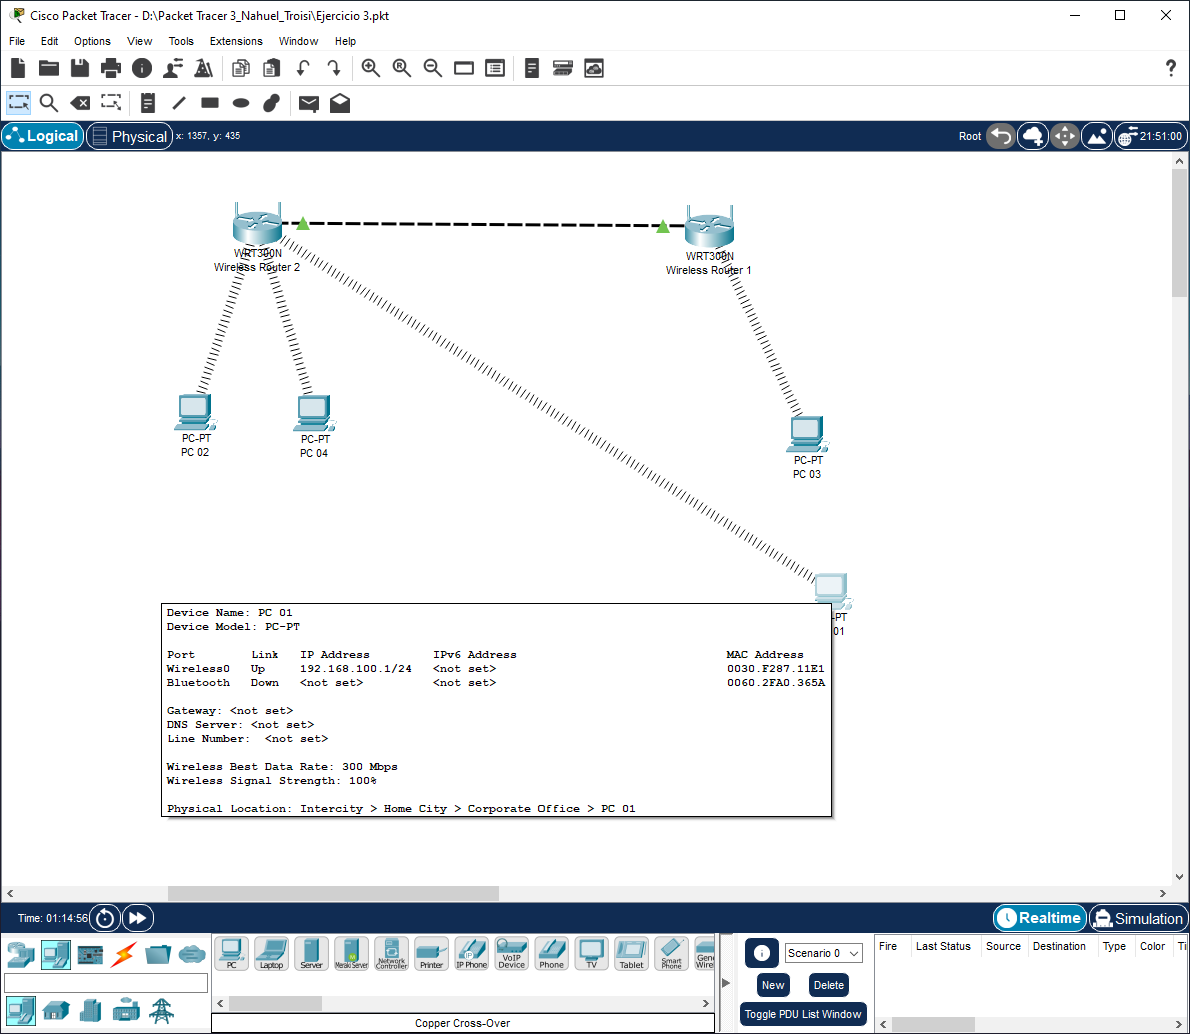 Cisco Packet Tracer - D:\Packet Tracer 3_Nahuel_Troisi\Ejercicio 3.pkt
File Edit Options View Tools Extensions Window Help
?
Logical Physical x: 1357, y: 435 Root 21:51:00
WRT300N
Wireless Router 2
WRT300N
Wireless Router 1
PC-PT
PC 02
PC-PT
PC 04
PC-PT
PC 03
-PT
01
Device Name: PC 01
Device Model: PC-PT
Port Link IP Address IPv6 Address MAC Address
Wireless0 Up 192.168.100.1/24 <not set> 0030.F287.11E1
Bluetooth Down <not set> <not set> 0060.2FA0.365A
Gateway: <not set>
DNS Server: <not set>
Line Number: <not set>
Wireless Best Data Rate: 300 Mbps
Wireless Signal Strength: 100%
Physical Location: Intercity > Home City > Corporate Office > PC 01
Time: 01:14:56 Realtime Simulation
PC Laptop Server Meraki Server Network Controller Printer IP Phone VoIP Device Phone TV Tablet Smart Phone Gene Wire
Scenario 0
New Delete
Toggle PDU List Window
Fire Last Status Source Destination Type Color Ti
Copper Cross-Over